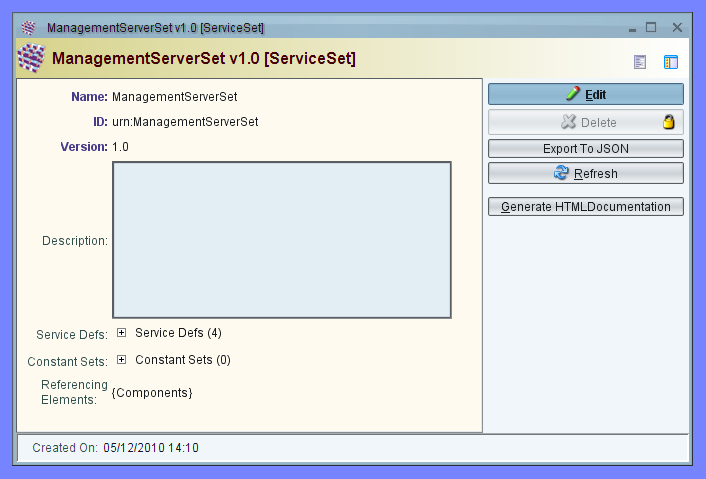 ManagementServerSet v1.0 [ServiceSet]
ManagementServerSet v1.0 [ServiceSet]
Name: ManagementServerSet
ID: urn:ManagementServerSet
Version: 1.0
Description:
Service Defs: Service Defs (4)
Constant Sets: Constant Sets (0)
Referencing
Elements: {Components}
Edit
Delete
Export To JSON
Refresh
Generate HTMLDocumentation
Created On: 05/12/2010 14:10